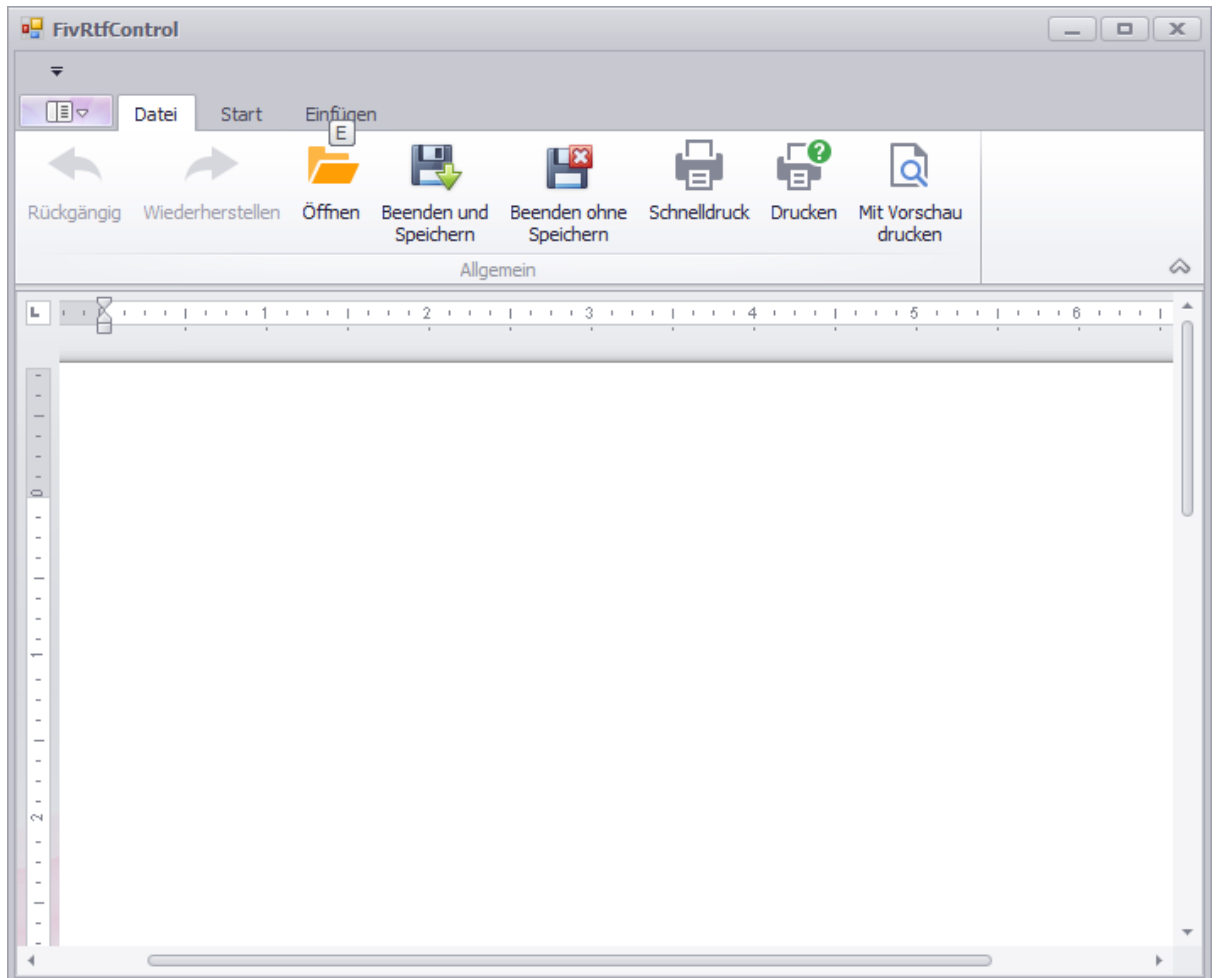 FivRtfControl
Datei Start Einfügen
E
Rückgängig Wiederherstellen Öffnen Beenden und Beenden ohne Schnelldruck Drucken Mit Vorschau
Speichern Speichern drucken
Allgemein
L 1 2 3 4 5 6
0
1
2